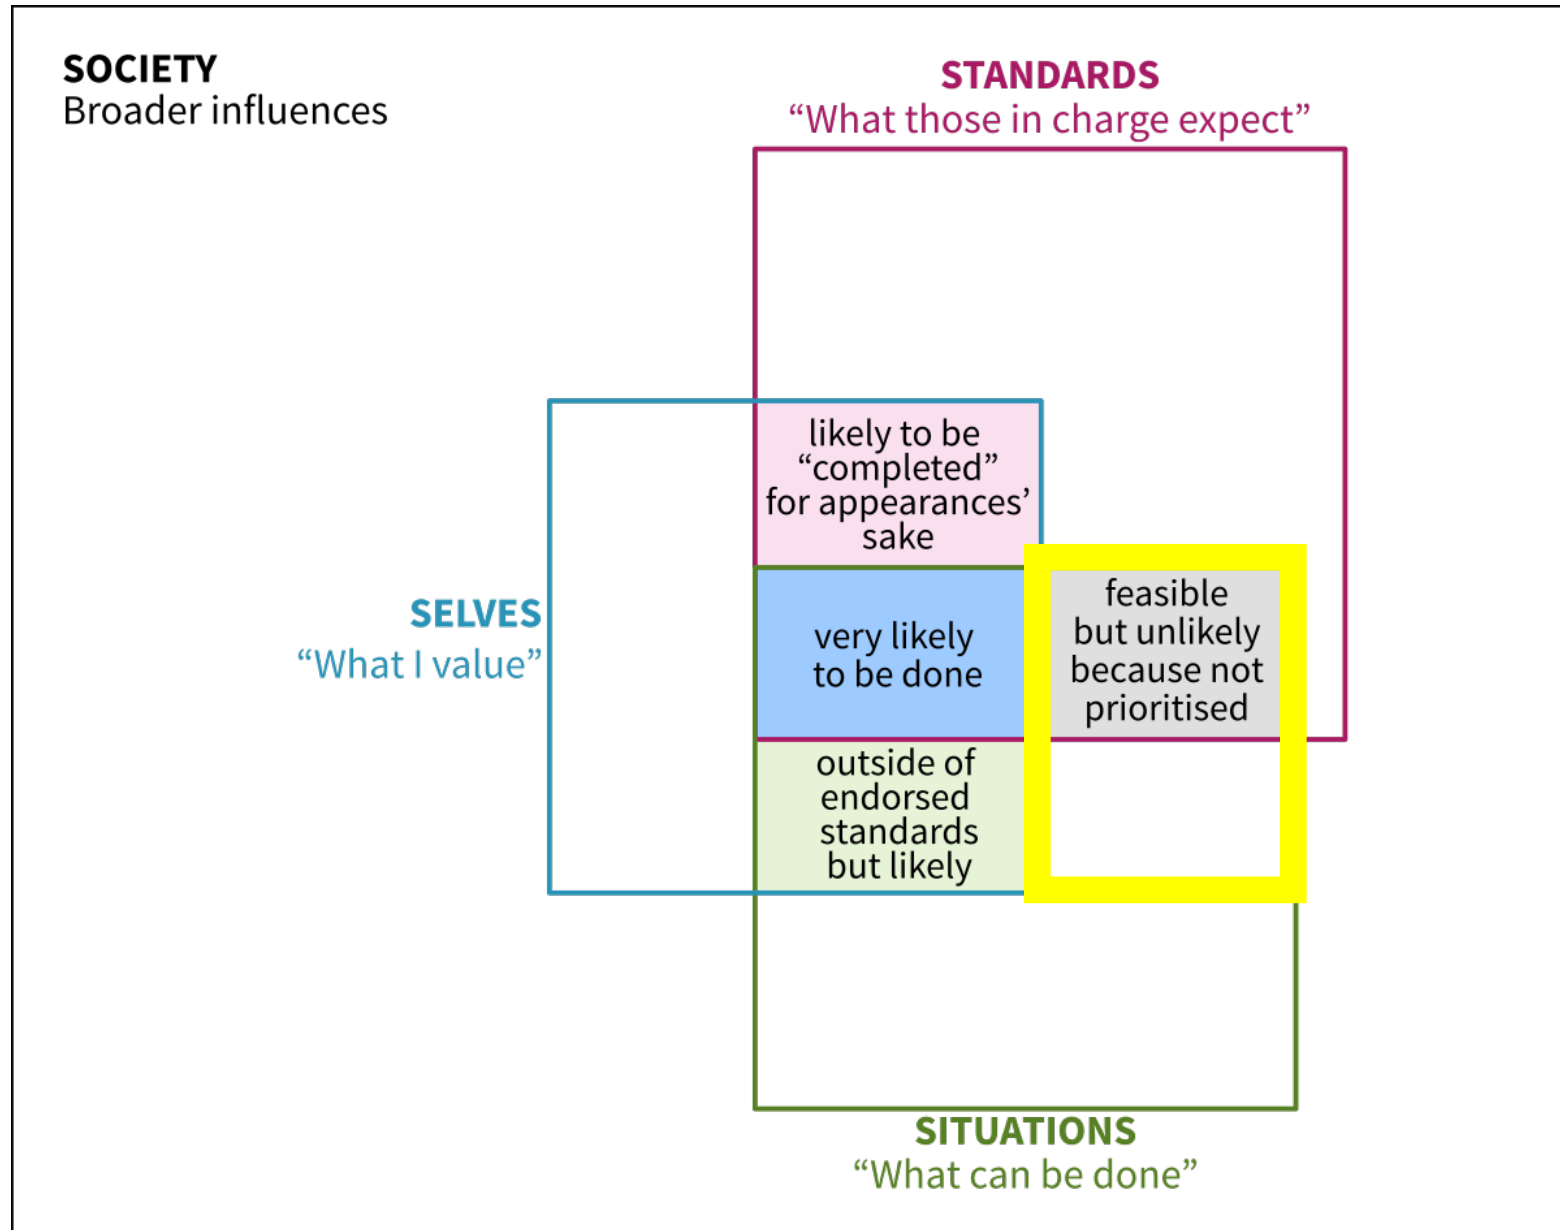 SOCIETY
Broader influences
STANDARDS
“What those in charge expect”
likely to be
“completed”
for appearances’
sake
SELVES
“What I value”
very likely
to be done
feasible
but unlikely
because not
prioritised
outside of
endorsed
standards
but likely
SITUATIONS
“What can be done”